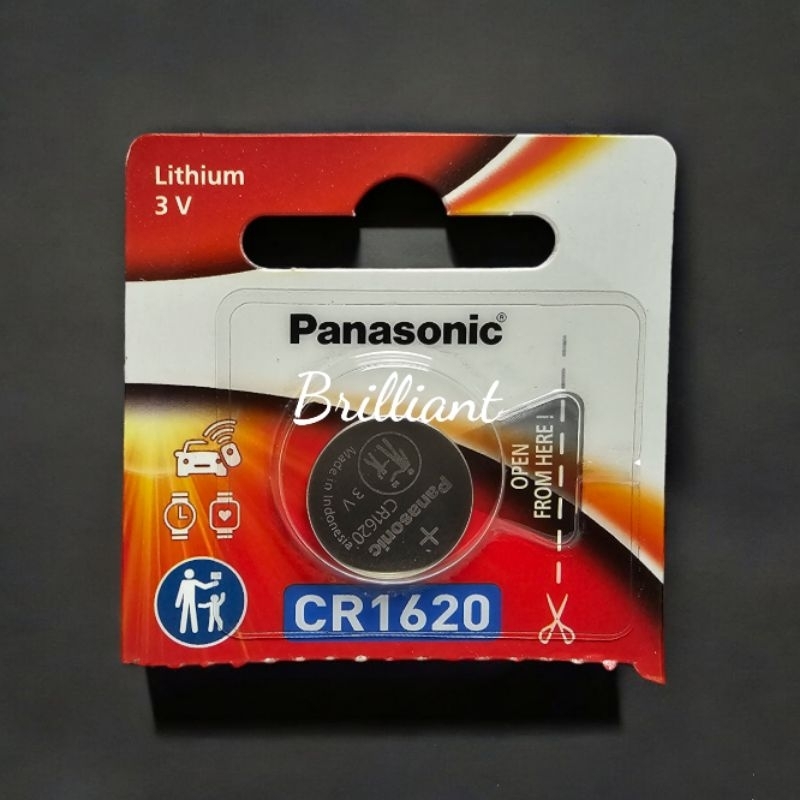 Lithium
3 V
Panasonic®
Brilliant
OPEN
FROM HERE!
Panasonic
CR1620
3 V
Made in Indonesia
+
CR1620